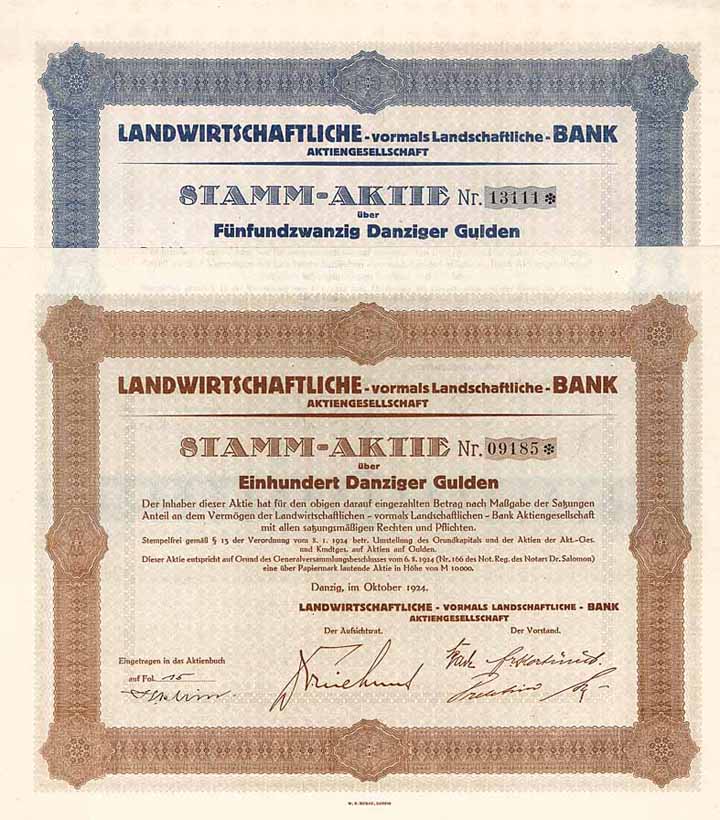 LANDWIRTSCHAFTLICHE - vormals Landschaftliche - BANK
AKTIENGESELLSCHAFT
STAMM-AKTIE Nr. 13111*
über
Fünfundzwanzig Danziger Gulden
LANDWIRTSCHAFTLICHE - vormals Landschaftliche - BANK
AKTIENGESELLSCHAFT
STAMM-AKTIE Nr. 09185*
über
Einhundert Danziger Gulden
Der Inhaber dieser Aktie hat für den obigen darauf eingezahlten Betrag nach Maßgabe der Satzungen
Anteil an dem Vermögen der Landwirtschaftlichen - vormals Landschaftlichen - Bank Aktiengesellschaft
mit allen satzungsmäßigen Rechten und Pflichten.
Stempelfrei gemäß § 13 der Verordnung vom 8. 1. 1924 betr. Umstellung des Grundkapitals und der Aktien der Akt.-Ges.
und Kmdtges. auf Aktien auf Gulden.
Dieser Aktie entspricht auf Grund des Generalversammlungsbeschlusses vom 6. 8. 1924 (Nr. 166 des Not. Reg. des Notars Dr. Salomon)
eine über Papiermark lautende Aktie in Höhe von M 10000.
Danzig, im Oktober 1924.
LANDWIRTSCHAFTLICHE - VORMALS LANDSCHAFTLICHE - BANK
AKTIENGESELLSCHAFT
Der Aufsichtsrat. Der Vorstand.
Eingetragen in das Aktienbuch
auf Fol. 15